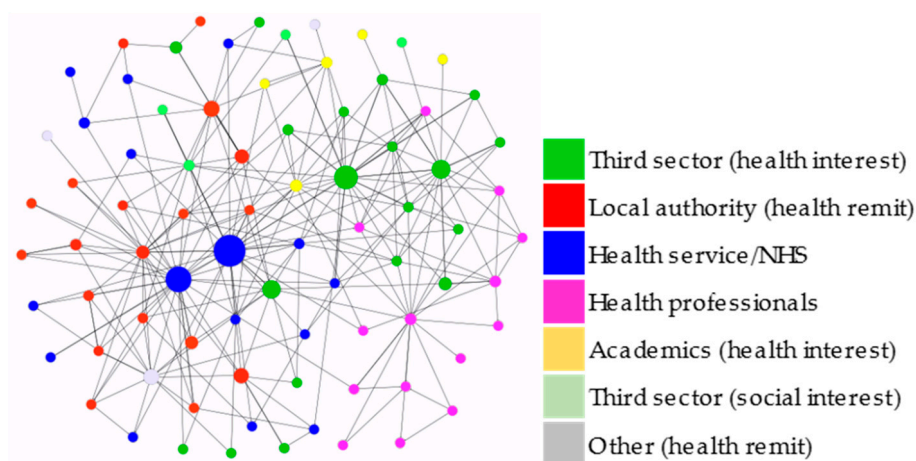 Third sector (health interest)
Local authority (health remit)
Health service/NHS
Health professionals
Academics (health interest)
Third sector (social interest)
Other (health remit)